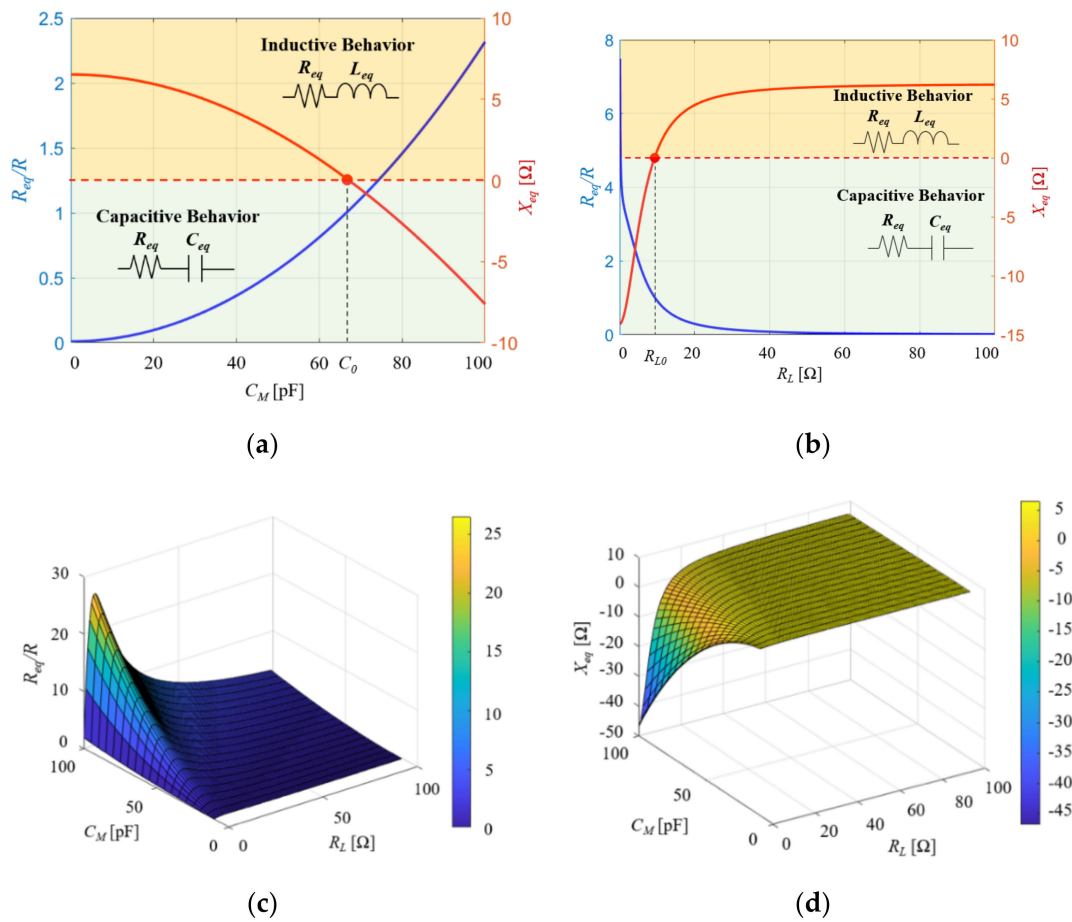 2.5
2
1.5
1
0.5
0
R_eq/R
10
5
0
-5
-10
X_eq [Ω]
Inductive Behavior
R_eq L_eq
Capacitive Behavior
R_eq C_eq
0 20 40 60 C_0 80 100
C_M [pF]
(a)
8
6
4
2
0
R_eq/R
10
5
0
-5
-10
-15
X_eq [Ω]
Inductive Behavior
R_eq L_eq
Capacitive Behavior
R_eq C_eq
0 R_L0 20 40 60 80 100
R_L [Ω]
(b)
30
20
10
0
R_eq/R
100
50
0
C_M [pF]
0
50
100
R_L [Ω]
25
20
15
10
5
0
(c)
10
0
-10
-20
-30
-40
-50
X_eq [Ω]
100
50
0
C_M [pF]
0 20 40 60 80 100
R_L [Ω]
5
0
-5
-10
-15
-20
-25
-30
-35
-40
-45
(d)